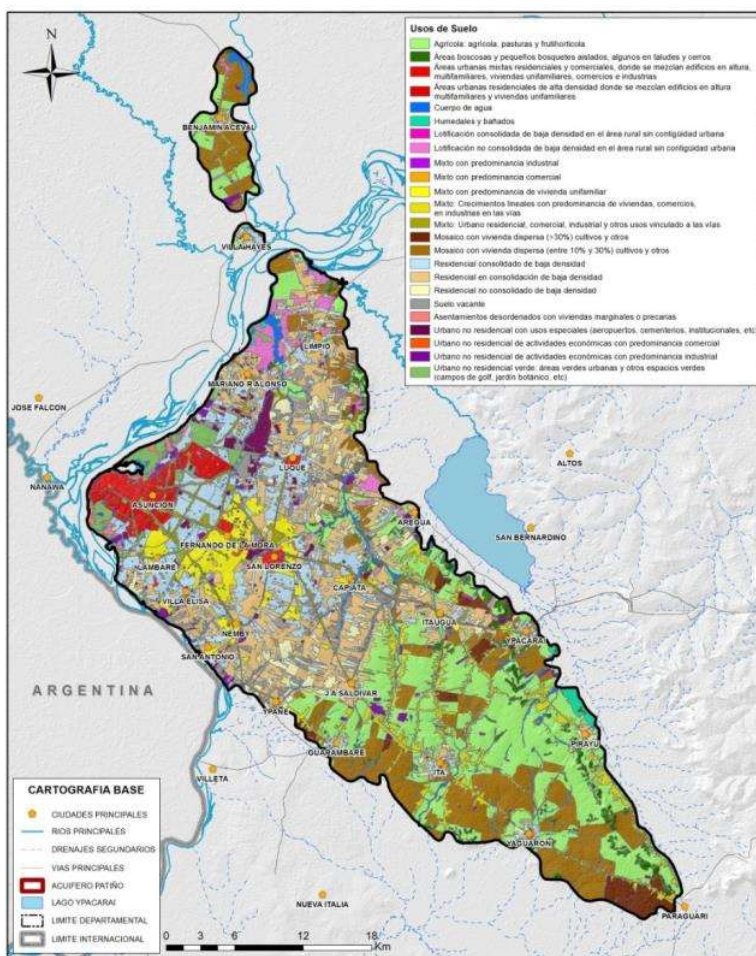 N
Usos de Suelo
Agrícola: agrícola, pasturas y frutihortícola
Áreas boscosas y pequeños bosquetes aislados, algunos en taludes y cerros
Áreas urbanas mixtas residenciales y comerciales, donde se mezclan edificios en altura,
multifamiliares, viviendas unifamiliares, comercios e industrias
Áreas urbanas residenciales de alta densidad donde se mezclan edificios en altura
multifamiliares y viviendas unifamiliares
Cuerpo de agua
Humedales y bañados
Lotificación consolidada de baja densidad en el área rural sin contigüidad urbana
Lotificación no consolidada de baja densidad en el área rural sin contigüidad urbana
Mixto con predominancia industrial
Mixto con predominancia comercial
Mixto con predominanca de vivienda unifamiliar
Mixto: Crecimientos lineales con predominancia de viviendas, comercios,
en industrias en las vías
Mixto: Urbano residencial, comercial, industrial y otros usos vinculado a las vías
Mosaico con vivienda dispersa (>30%) cultivos y otros
Mosaico con vivienda dispersa (entre 10% y 30%) cultivos y otros
Residencial consolidado de baja densidad
Residencial en consolidación de baja densidad
Residencial no consolidado de baja densidad
Suelo vacante
Asentamientos desordenados con viviendas marginales o precarias
Urbano no residencial con usos especiales (aeropuertos, cementerios, institucionales, etc)
Urbano no residencial de actividades económicas con predominancia comercial
Urbano no residencial de actividades económicas con predominancia industrial
Urbano no residencial verde: áreas verdes urbanas y otros espacios verdes
(campos de golf, jardín botánico, etc)
BENJAMIN ACEVAL
VILLA HAYES
LIMPIO
MARIANO R ALONSO
JOSE FALCON
NANAWA
LUQUE
ALTOS
ASUNCION
AREGUA
SAN BERNARDINO
FERNANDO DE LA MORA
LAMBARE
SAN LORENZO
CAPIATA
VILLA ELISA
ITAUGUA
YPACARAI
ÑEMBY
SAN ANTONIO
ARGENTINA
J A SALDIVAR
YPANE
PIRAYU
GUARAMBARE
ITA
VILLETA
YAGUARON
NUEVA ITALIA
PARAGUARI
CARTOGRAFIA BASE
CIUDADES PRINCIPALES
RIOS PRINCIPALES
DRENAJES SEGUNDARIOS
VIAS PRINCIPALES
ACUIFERO PATIÑO
LAGO YPACARAI
LIMITE DEPARTAMENTAL
LIMITE INTERNACIONAL
0 3 6 12 18
Km